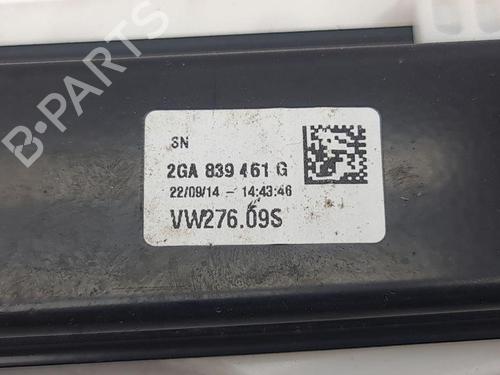 B-PARTS
SN
2GA 839 461 G
22/09/14 - 14:43:46
VW276.09S